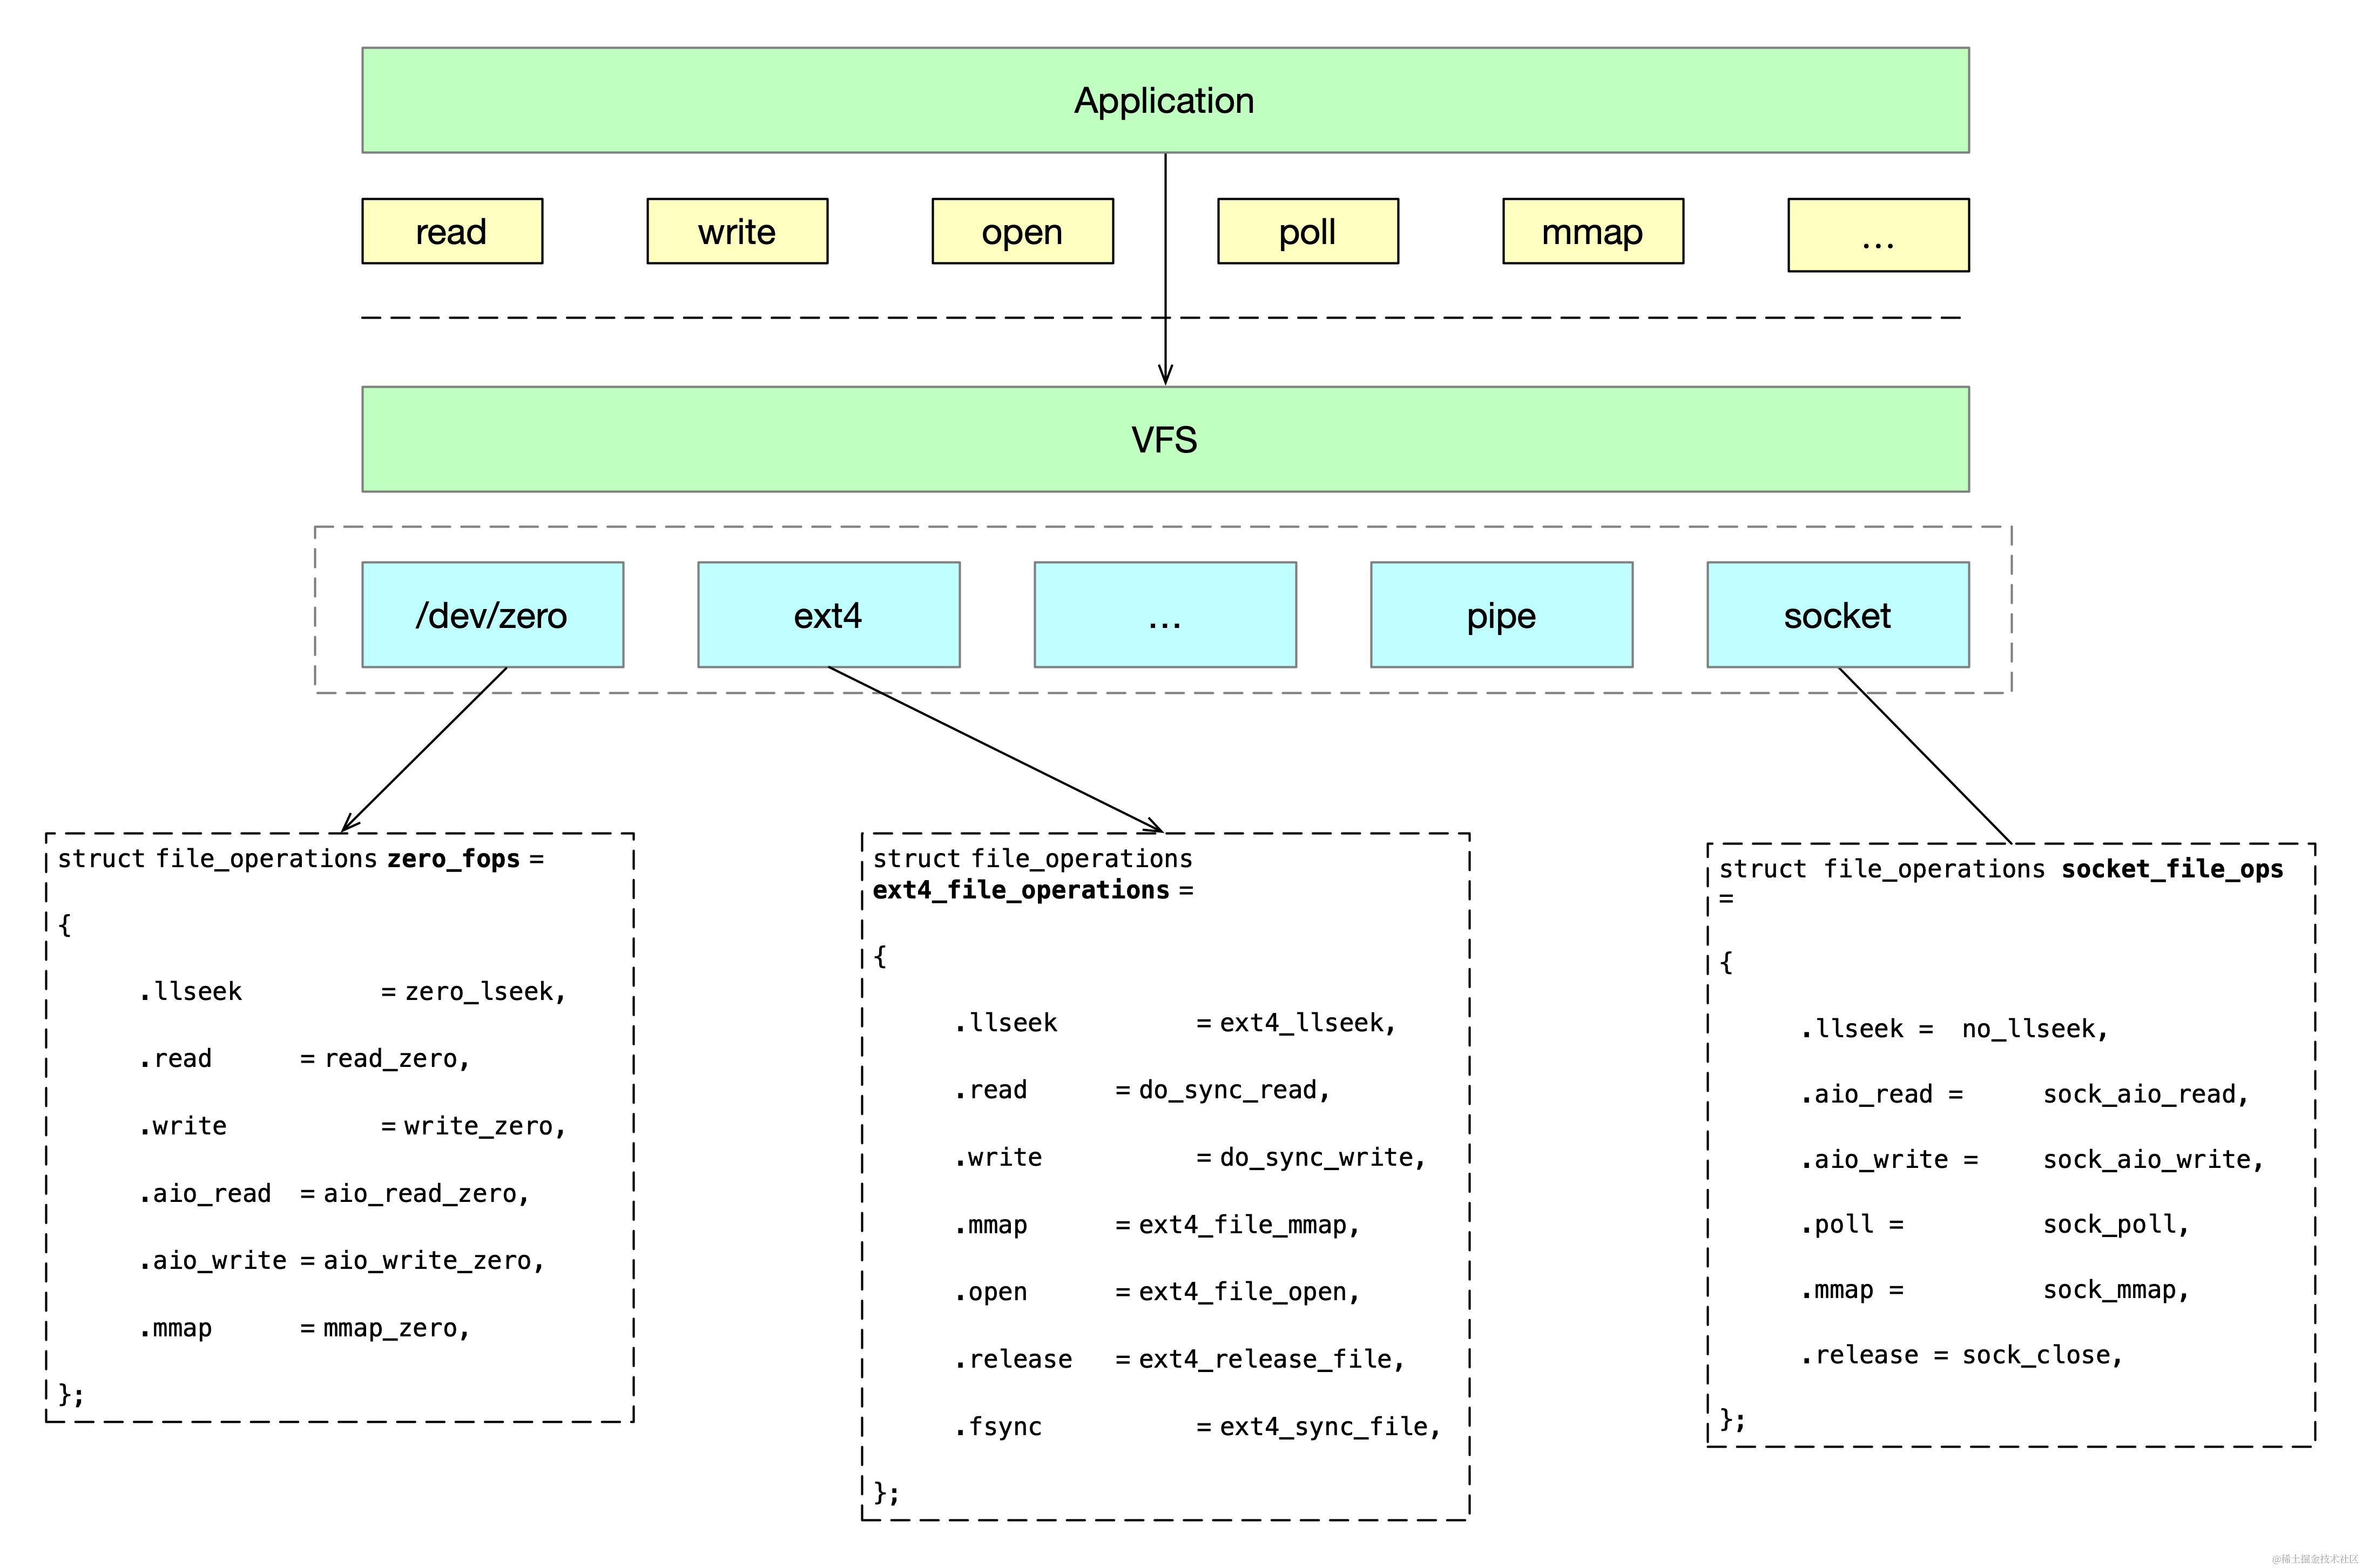 Application
read
write
open
poll
mmap
...
VFS
/dev/zero
ext4
...
pipe
socket
struct file_operations zero_fops =
{
.llseek = zero_lseek,
.read = read_zero,
.write = write_zero,
.aio_read = aio_read_zero,
.aio_write = aio_write_zero,
.mmap = mmap_zero,
};
struct file_operations
ext4_file_operations =
{
.llseek = ext4_llseek,
.read = do_sync_read,
.write = do_sync_write,
.mmap = ext4_file_mmap,
.open = ext4_file_open,
.release = ext4_release_file,
.fsync = ext4_sync_file,
};
struct file_operations socket_file_ops
=
{
.llseek = no_llseek,
.aio_read = sock_aio_read,
.aio_write = sock_aio_write,
.poll = sock_poll,
.mmap = sock_mmap,
.release = sock_close,
};
@稀土掘金技术社区